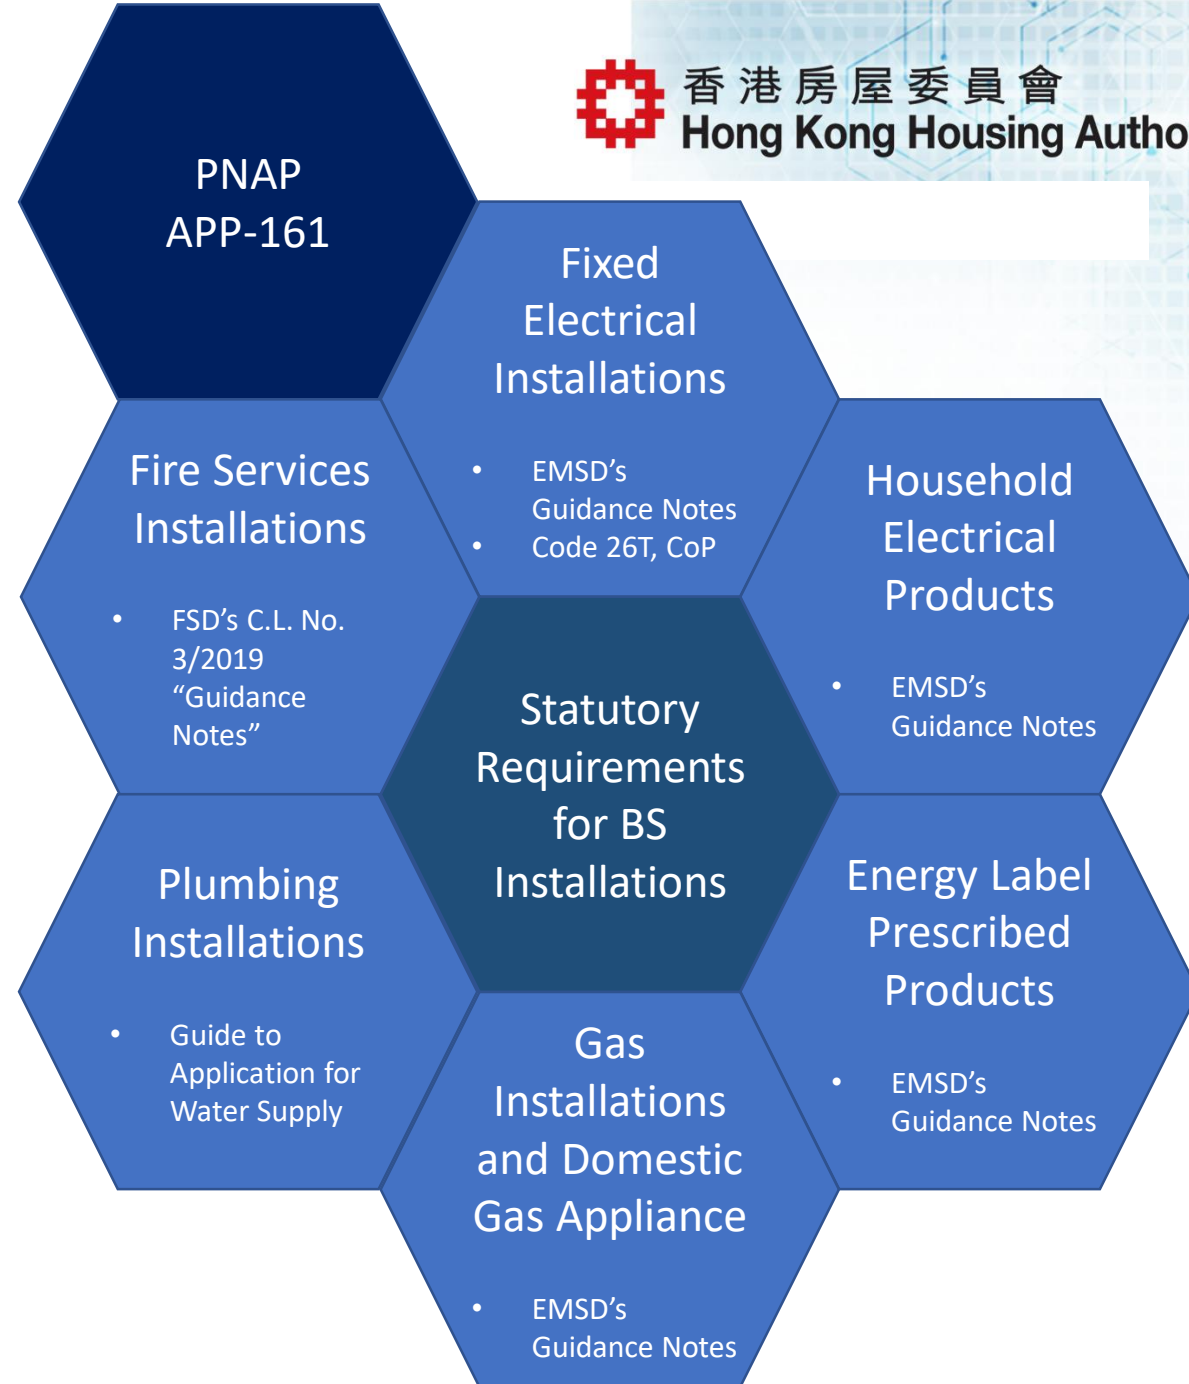 香港房屋委員會
Hong Kong Housing Autho
PNAP
APP-161
Fixed
Electrical
Installations
• EMSD’s
Guidance Notes
• Code 26T, CoP
Fire Services
Installations
• FSD’s C.L. No.
3/2019
“Guidance
Notes”
Household
Electrical
Products
• EMSD’s
Guidance Notes
Statutory
Requirements
for BS
Installations
Plumbing
Installations
• Guide to
Application for
Water Supply
Energy Label
Prescribed
Products
• EMSD’s
Guidance Notes
Gas
Installations
and Domestic
Gas Appliance
• EMSD’s
Guidance Notes